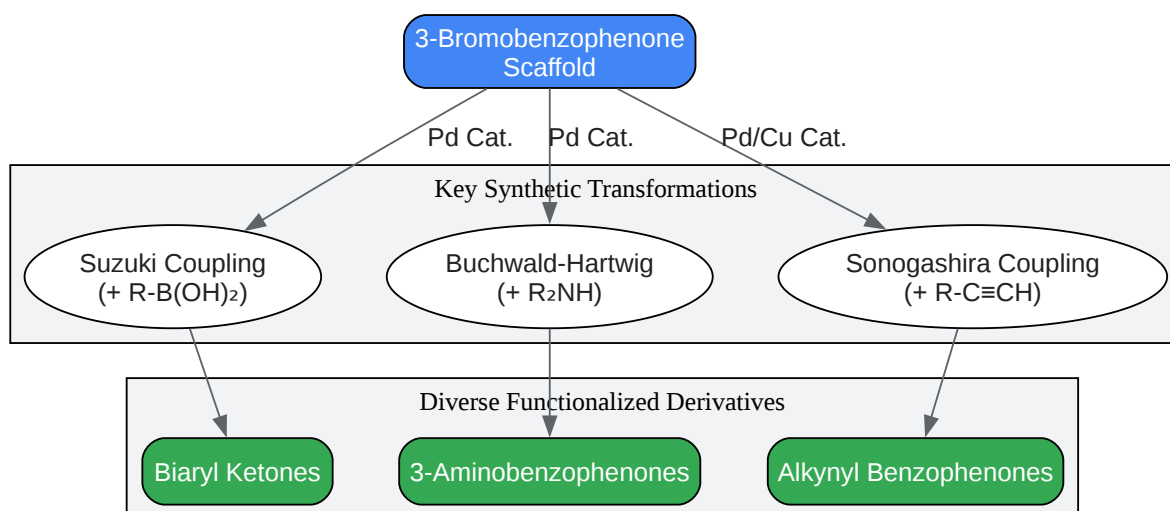 3-Bromobenzophenone
Scaffold
Pd Cat.
Pd Cat.
Pd/Cu Cat.
Key Synthetic Transformations
Suzuki Coupling
(+ R-B(OH)₂)
Buchwald-Hartwig
(+ R₂NH)
Sonogashira Coupling
(+ R-C≡CH)
Diverse Functionalized Derivatives
Biaryl Ketones
3-Aminobenzophenones
Alkynyl Benzophenones